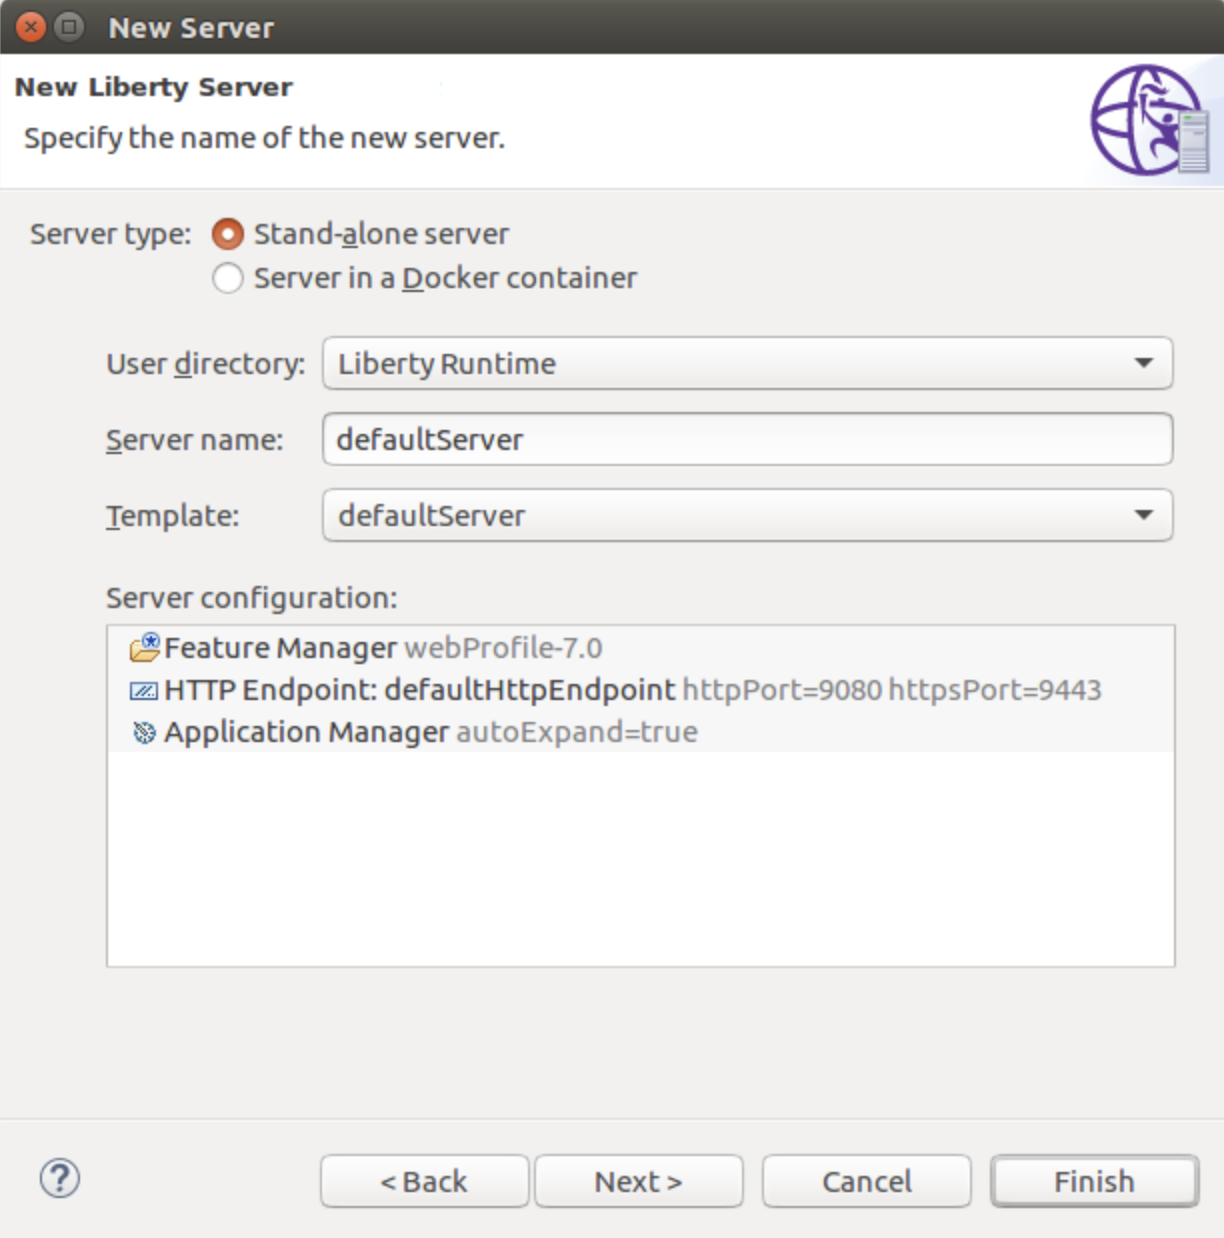 New Server
New Liberty Server
Specify the name of the new server.
Server type: Stand-alone server
Server in a Docker container
User directory: Liberty Runtime
Server name: defaultServer
Template: defaultServer
Server configuration:
Feature Manager webProfile-7.0
HTTP Endpoint: defaultHttpEndpoint httpPort=9080 httpsPort=9443
Application Manager autoExpand=true
? < Back Next > Cancel Finish